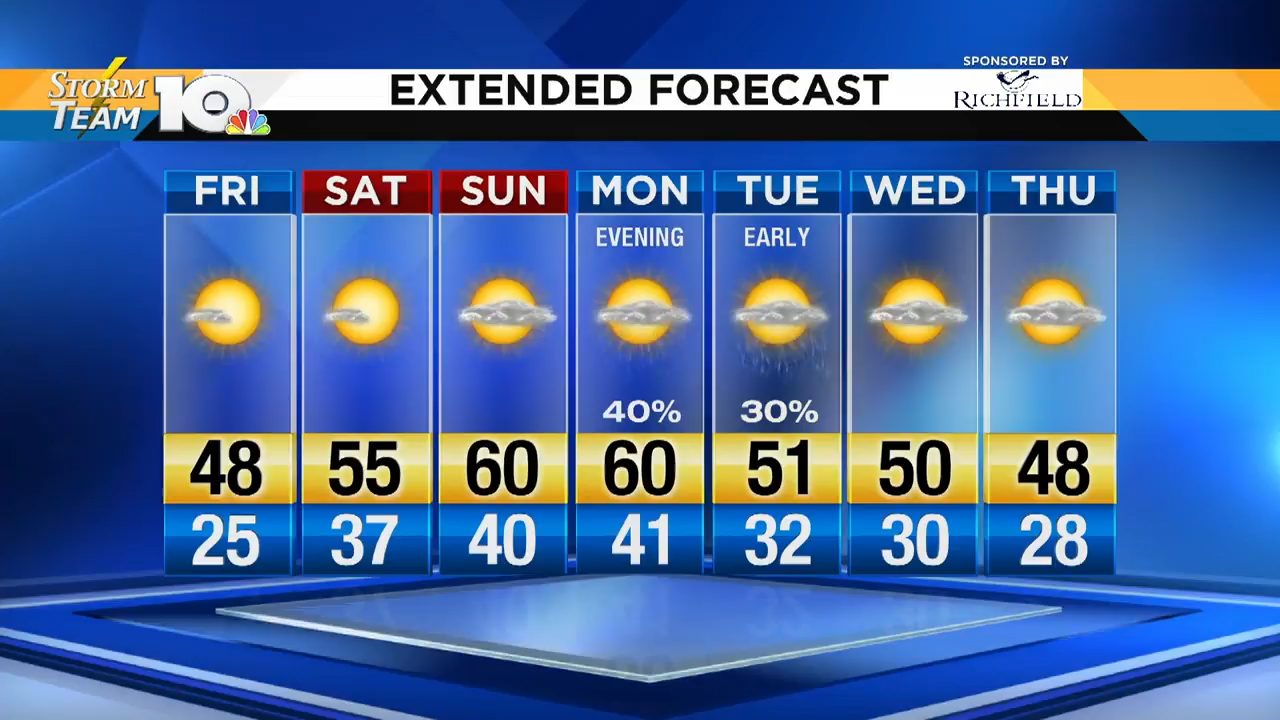 STORM TEAM 10
EXTENDED FORECAST
SPONSORED BY
RICHFIELD
FRI SAT SUN MON TUE WED THU
EVENING EARLY
40% 30%
48 55 60 60 51 50 48
25 37 40 41 32 30 28